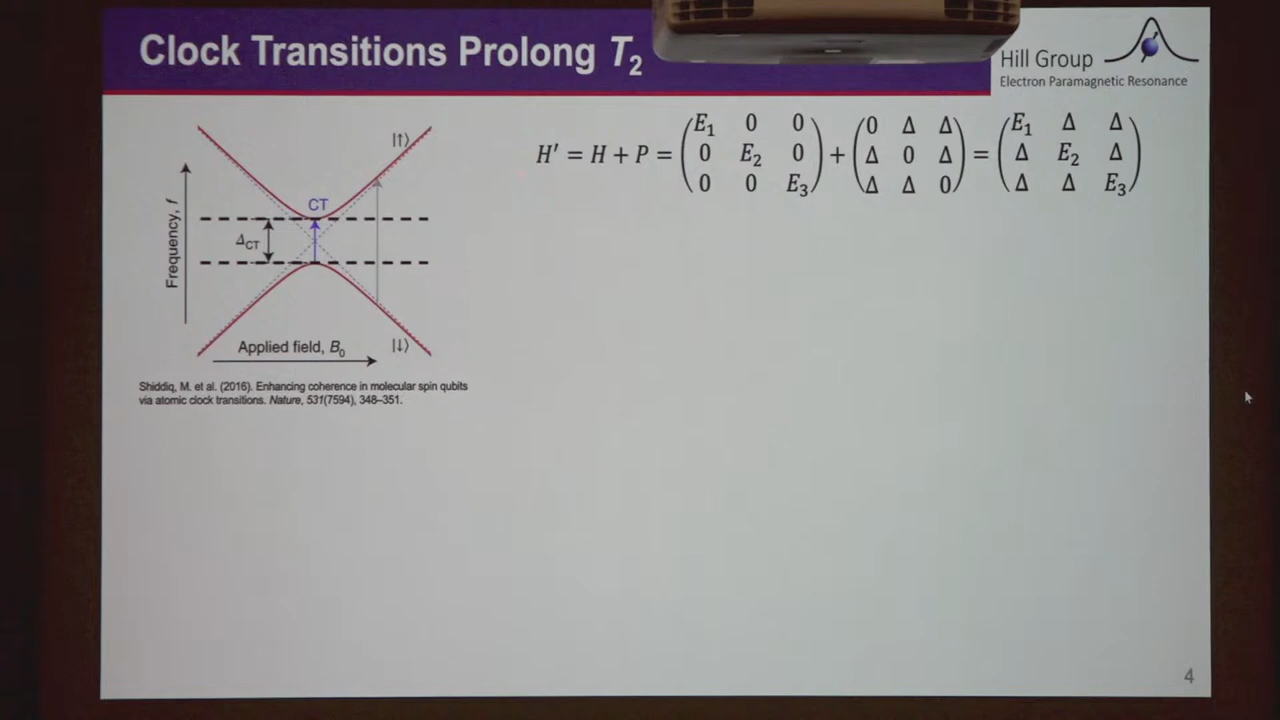 Clock Transitions Prolong T₂
Hill Group
Electron Paramagnetic Resonance
|↑⟩
CT
Δ_CT
Frequency, f
Applied field, B₀
|↓⟩
Shiddiq, M. et al. (2016). Enhancing coherence in molecular spin qubits
via atomic clock transitions. Nature, 531(7594), 348–351.
E₁ 0 0 0 Δ Δ E₁ Δ Δ
H′ = H + P = 0 E₂ 0 + Δ 0 Δ = Δ E₂ Δ
0 0 E₃ Δ Δ 0 Δ Δ E₃
4